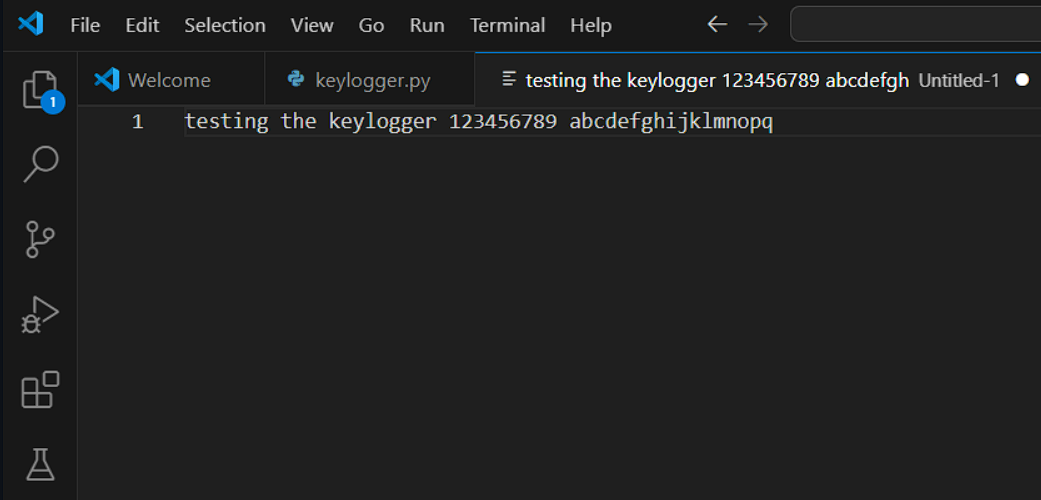 File Edit Selection View Go Run Terminal Help
Welcome keylogger.py testing the keylogger 123456789 abcdefgh Untitled-1
1 testing the keylogger 123456789 abcdefghijklmnopq
1